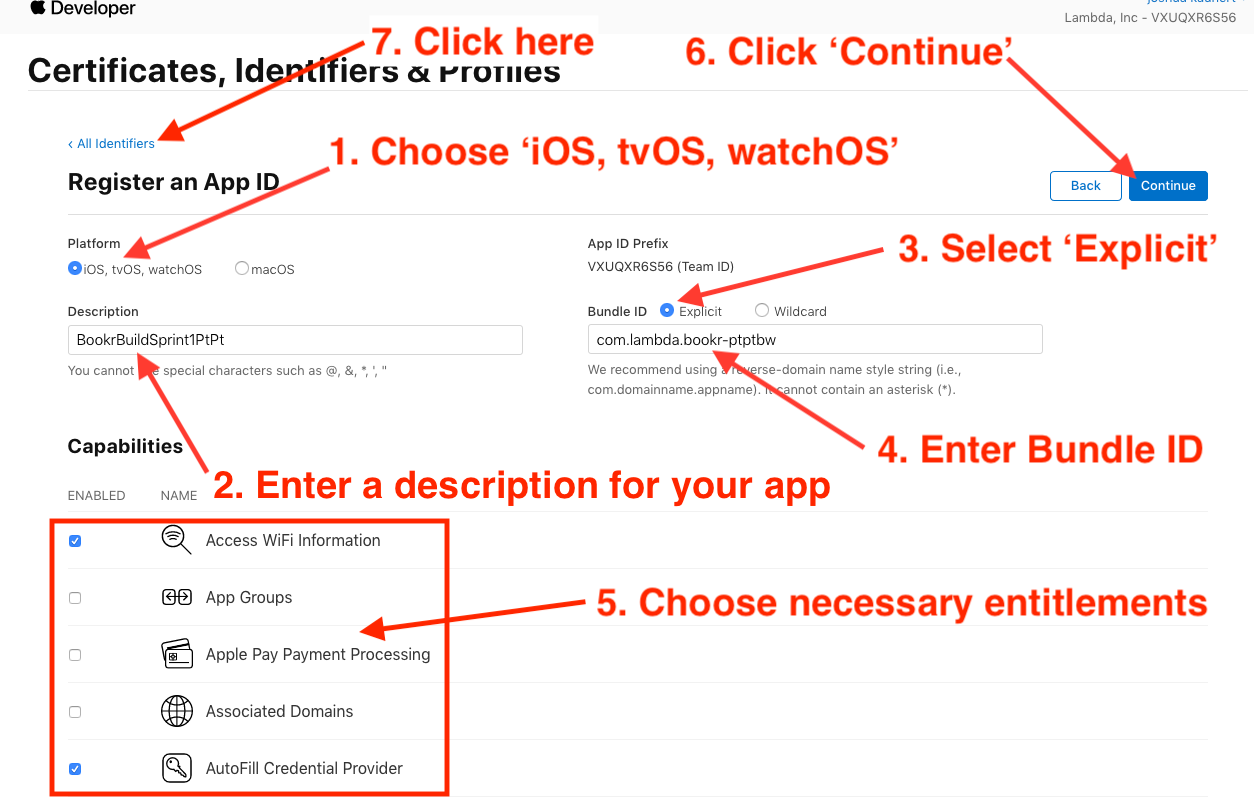 Developer
Lambda, Inc - VXUQXR6S56
7. Click here
6. Click ‘Continue’
Certificates, Identifiers & Profiles
‹ All Identifiers
1. Choose ‘iOS, tvOS, watchOS’
Register an App ID
Back
Continue
Platform
iOS, tvOS, watchOS
macOS
App ID Prefix
VXUQXR6S56 (Team ID)
3. Select ‘Explicit’
Description
BookrBuildSprint1PtPt
You cannot special characters such as @, &, *, ', "
Bundle ID
Explicit
Wildcard
com.lambda.bookr-ptptbw
We recommend using a reverse-domain name style string (i.e.,
com.domainname.appname). It cannot contain an asterisk (*).
4. Enter Bundle ID
Capabilities
2. Enter a description for your app
ENABLED
NAME
Access WiFi Information
App Groups
5. Choose necessary entitlements
Apple Pay Payment Processing
Associated Domains
AutoFill Credential Provider